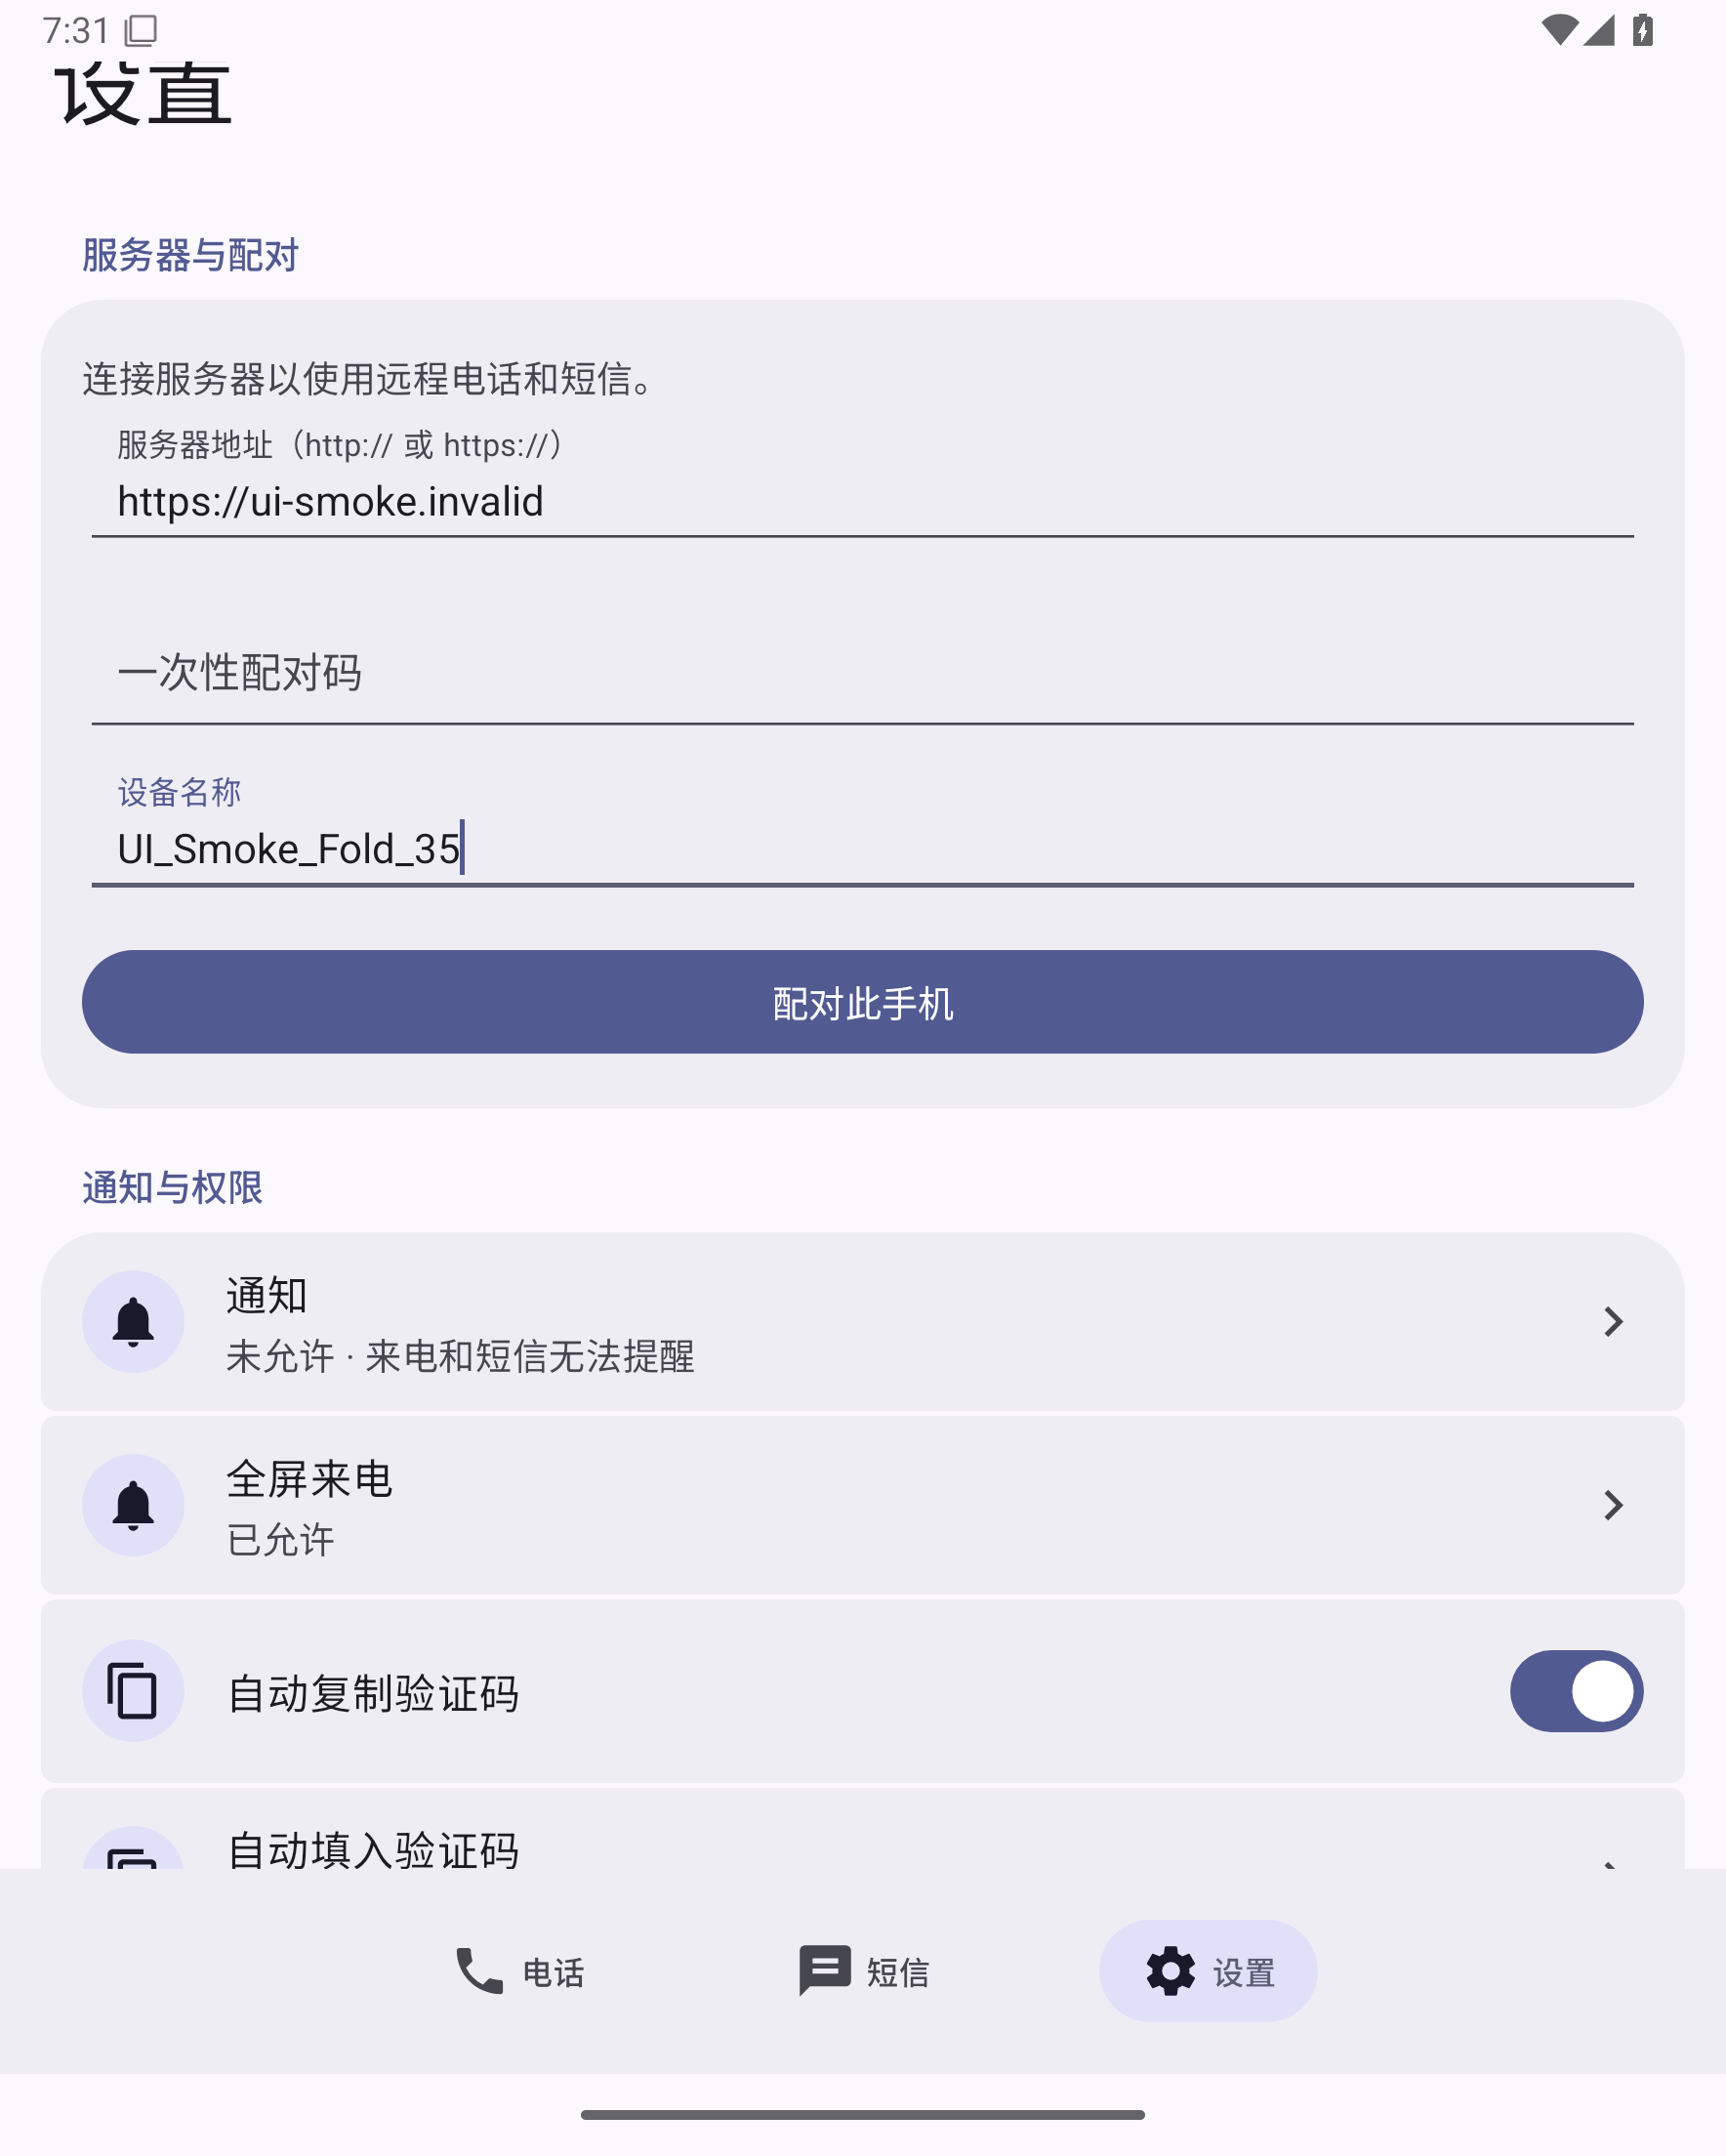 7:31
设置
服务器与配对
连接服务器以使用远程电话和短信。
服务器地址（http:// 或 https://）
https://ui-smoke.invalid
一次性配对码
设备名称
UI_Smoke_Fold_35
配对此手机
通知与权限
通知
未允许 · 来电和短信无法提醒
全屏来电
已允许
自动复制验证码
自动填入验证码
电话
短信
设置